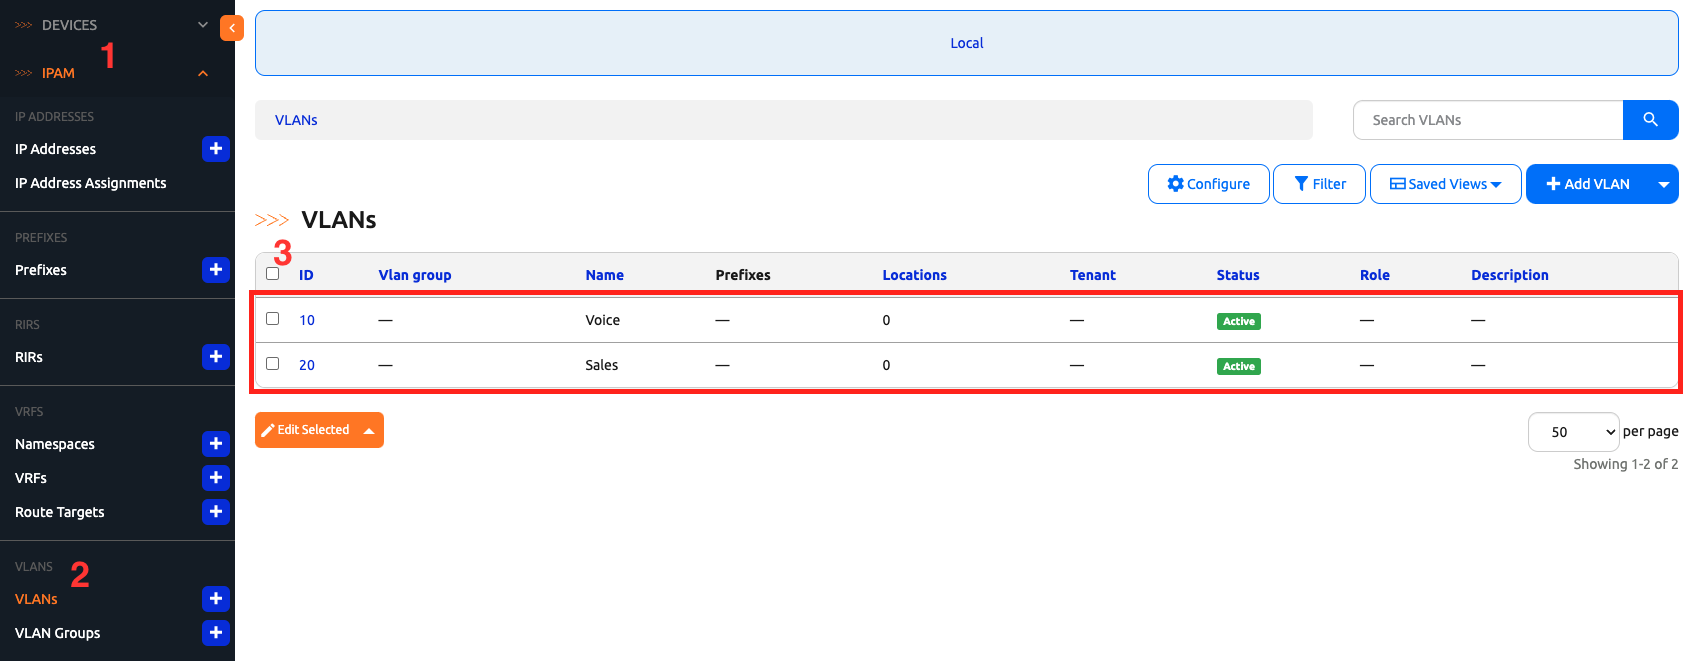 >>> DEVICES
1
>>> IPAM
IP ADDRESSES
IP Addresses
IP Address Assignments
PREFIXES
Prefixes
RIRS
RIRs
VRFS
Namespaces
VRFs
Route Targets
VLANS
2
VLANs
VLAN Groups
Local
VLANs
Search VLANs
Configure
Filter
Saved Views
Add VLAN
>>> VLANs
3
ID Vlan group Name Prefixes Locations Tenant Status Role Description
10 — Voice — 0 — Active — —
20 — Sales — 0 — Active — —
Edit Selected
50 per page
Showing 1-2 of 2